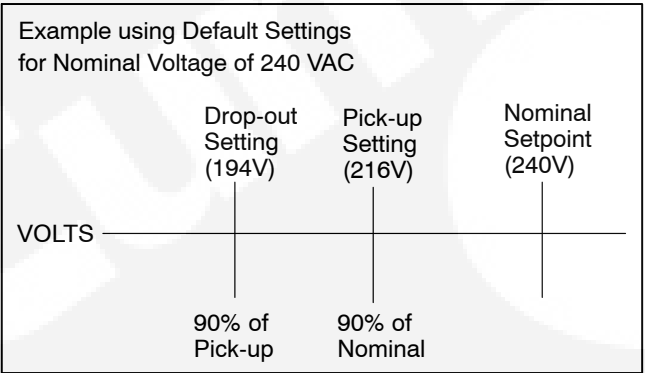 Example using Default Settings
for Nominal Voltage of 240 VAC
Drop-out
Setting
(194V)
Pick-up
Setting
(216V)
Nominal
Setpoint
(240V)
VOLTS
90% of
Pick-up
90% of
Nominal